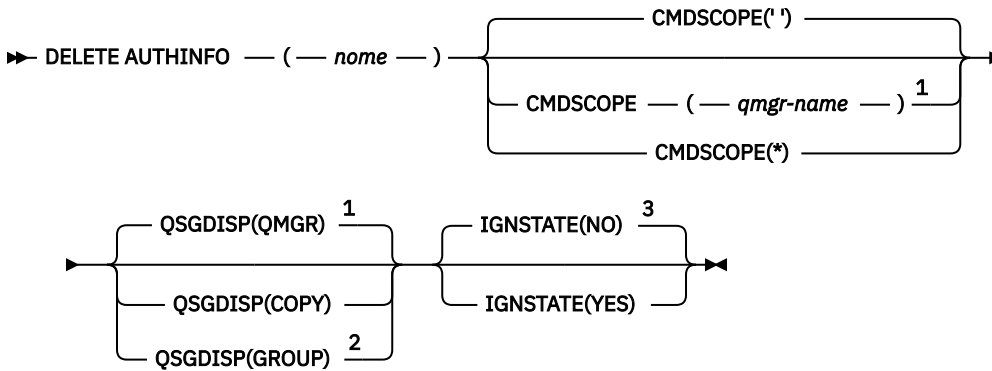 CMDSCOPE(' ')
DELETE AUTHINFO ( nome )
CMDSCOPE ( qmgr-name ) 1
CMDSCOPE(*)
QSGDISP(QMGR) 1
IGNSTATE(NO) 3
QSGDISP(COPY)
IGNSTATE(YES)
QSGDISP(GROUP) 2